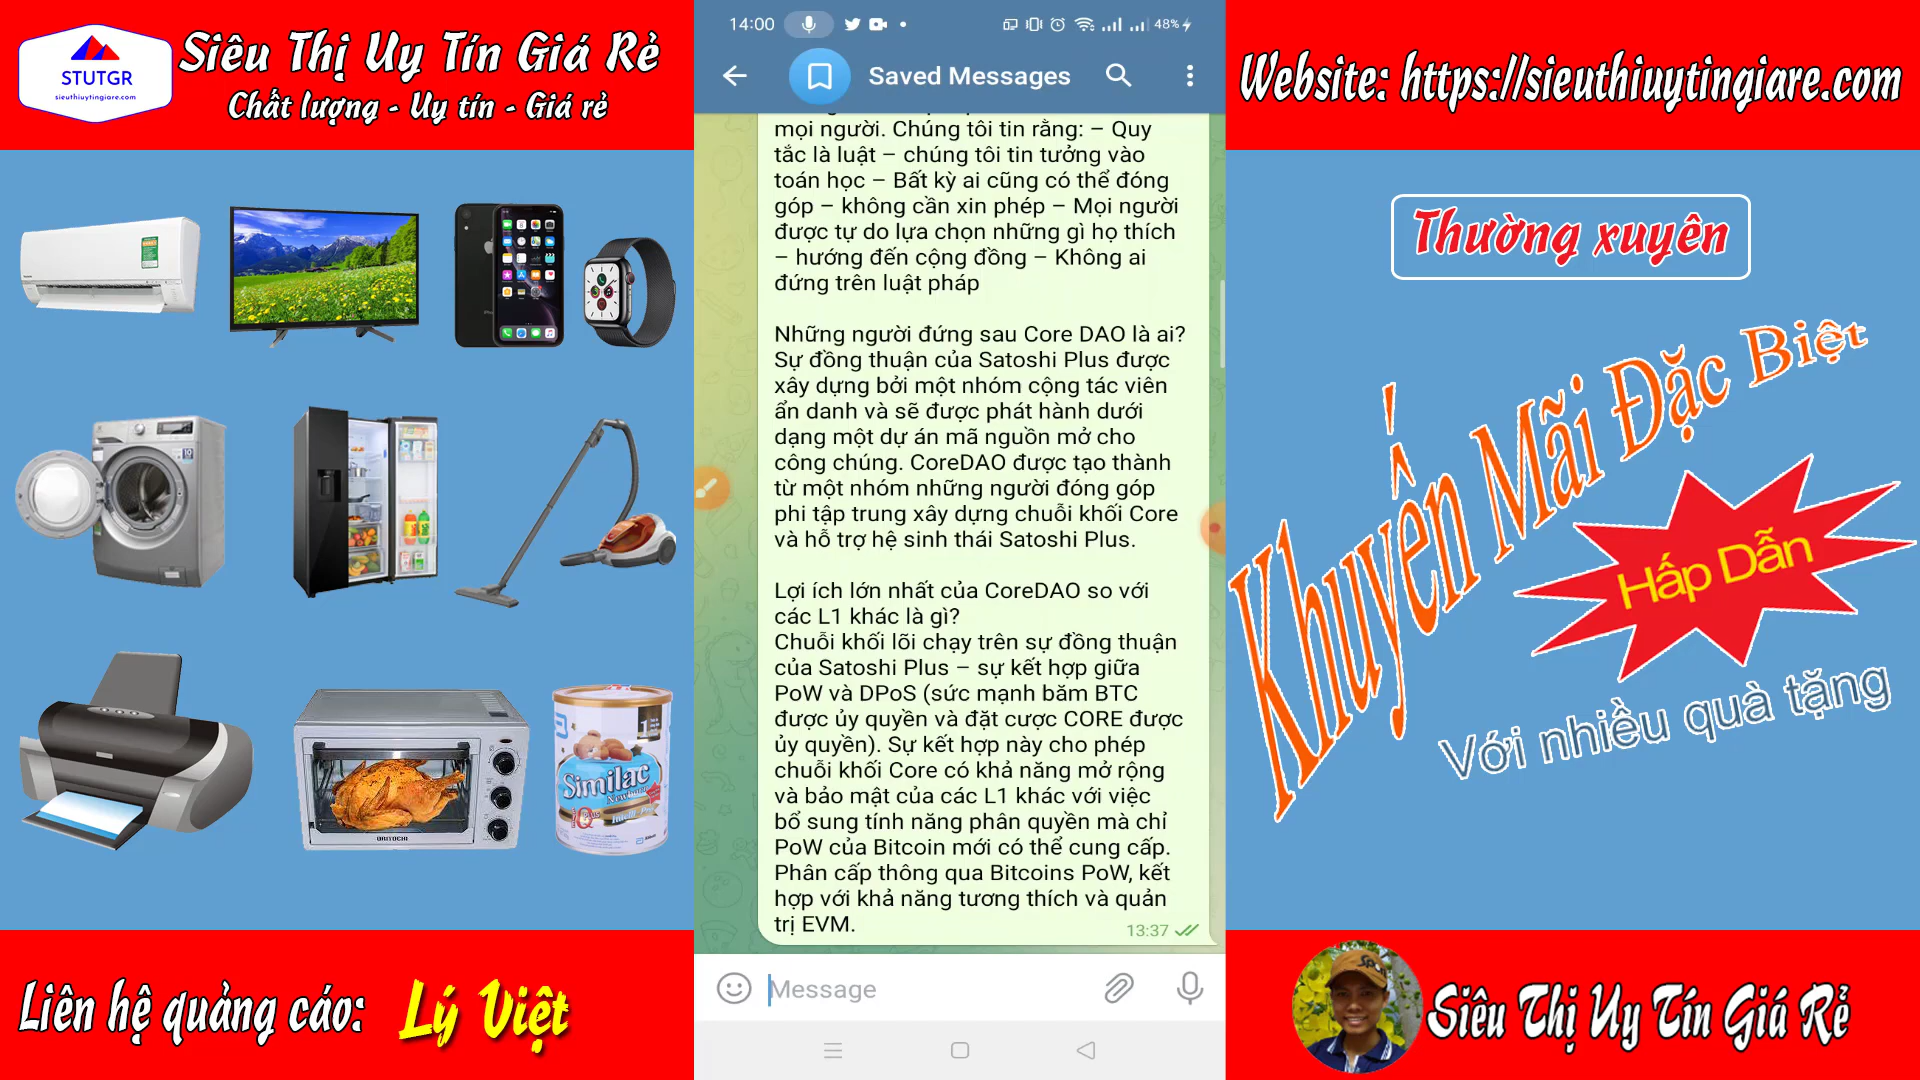 STUTGR
sieuthiuytingiare.com
Siêu Thị Uy Tín Giá Rẻ
Chất lượng - Uy tín - Giá rẻ
14:00
48%
Saved Messages
Website: https://sieuthiuytingiare.com
mọi người. Chúng tôi tin rằng: – Quy
tắc là luật – chúng tôi tin tưởng vào
toán học – Bất kỳ ai cũng có thể đóng
góp – không cần xin phép – Mọi người
được tự do lựa chọn những gì họ thích
– hướng đến cộng đồng – Không ai
đứng trên luật pháp
Những người đứng sau Core DAO là ai?
Sự đồng thuận của Satoshi Plus được
xây dựng bởi một nhóm cộng tác viên
ẩn danh và sẽ được phát hành dưới
dạng một dự án mã nguồn mở cho
công chúng. CoreDAO được tạo thành
từ một nhóm những người đóng góp
phi tập trung xây dựng chuỗi khối Core
và hỗ trợ hệ sinh thái Satoshi Plus.
Lợi ích lớn nhất của CoreDAO so với
các L1 khác là gì?
Chuỗi khối lõi chạy trên sự đồng thuận
của Satoshi Plus – sự kết hợp giữa
PoW và DPoS (sức mạnh băm BTC
được ủy quyền và đặt cược CORE được
ủy quyền). Sự kết hợp này cho phép
chuỗi khối Core có khả năng mở rộng
và bảo mật của các L1 khác với việc
bổ sung tính năng phân quyền mà chỉ
PoW của Bitcoin mới có thể cung cấp.
Phân cấp thông qua Bitcoins PoW, kết
hợp với khả năng tương thích và quản
trị EVM.
13:37
Message
Thường xuyên
Khuyến Mãi Đặc Biệt
Hấp Dẫn
Với nhiều quà tặng
Similac
Liên hệ quảng cáo:
Lý Việt
Siêu Thị Uy Tín Giá Rẻ